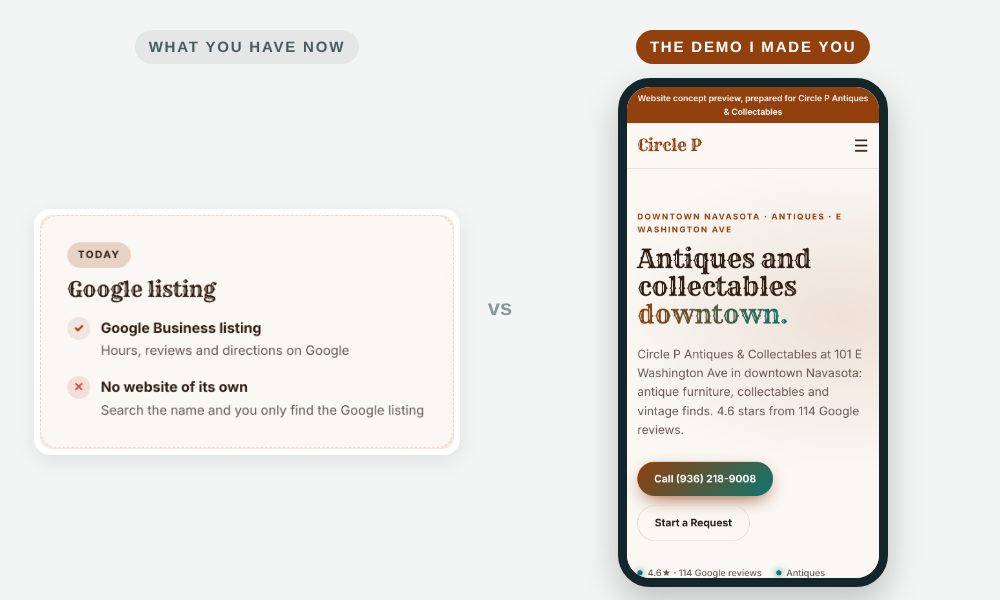 WHAT YOU HAVE NOW
THE DEMO I MADE YOU
TODAY
Google listing
Google Business listing
Hours, reviews and directions on Google
No website of its own
Search the name and you only find the Google listing
vs
Website concept preview, prepared for Circle P Antiques
& Collectables
Circle P
DOWNTOWN NAVASOTA · ANTIQUES · E
WASHINGTON AVE
Antiques and
collectables
downtown.
Circle P Antiques & Collectables at 101 E
Washington Ave in downtown Navasota:
antique furniture, collectables and
vintage finds. 4.6 stars from 114 Google
reviews.
Call (936) 218-9008
Start a Request
4.6★ · 114 Google reviews
Antiques